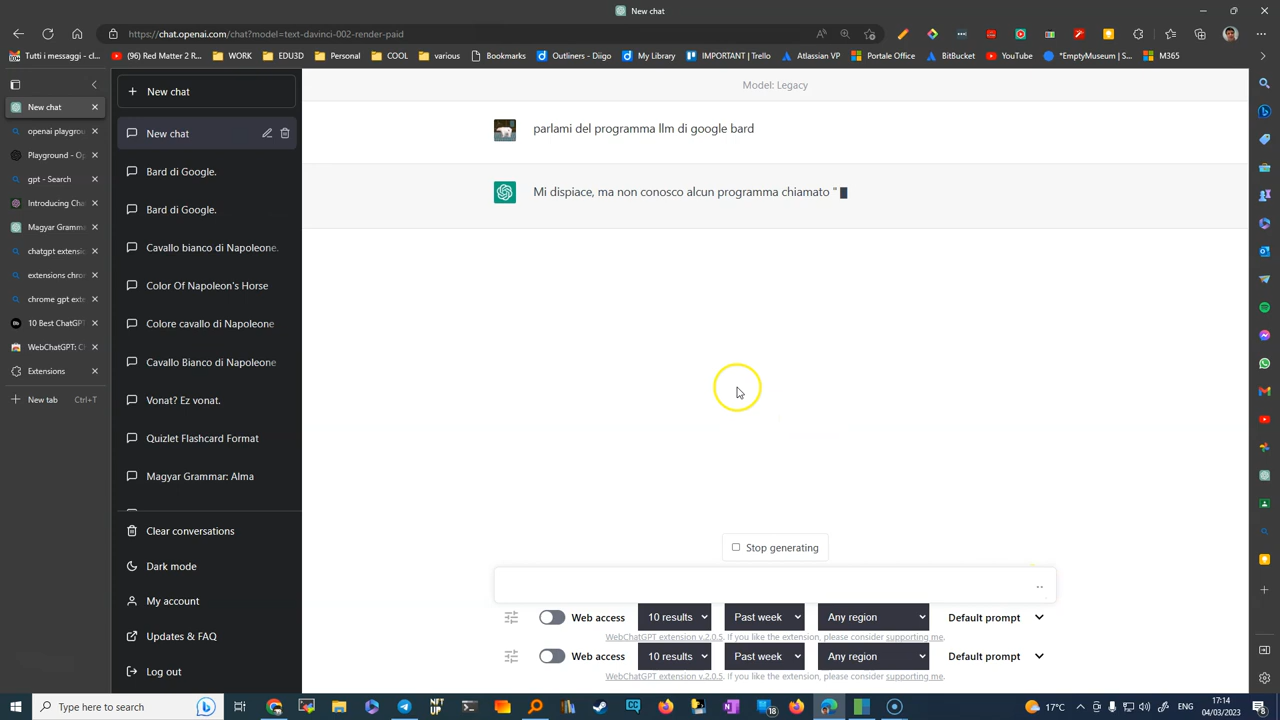 New chat
https://chat.openai.com/chat?model=text-davinci-002-render-paid
Tutti i messaggi - c...
(90) Red Matter 2 R...
WORK
Personal
COOL
various
Bookmarks
Outliners - Diigo
My Library
IMPORTANT | Trello
Atlassian VP
Portale Office
BitBucket
YouTube
*EmptyMuseum | S...
M365
New chat
openai playgrou
Playground - Op
gpt - Search
Introducing Cha
Magyar Gramma
chatgpt extensio
extensions chro
chrome gpt exte
10 Best ChatGP
WebChatGPT: C
Extensions
New tab
Ctrl+T
New chat
New chat
Bard di Google.
Bard di Google.
Cavallo bianco di Napoleone.
Color Of Napoleon's Horse
Colore cavallo di Napoleone
Cavallo Bianco di Napoleone
Vonat? Ez vonat.
Quizlet Flashcard Format
Magyar Grammar: Alma
Clear conversations
Dark mode
My account
Updates & FAQ
Log out
Model: Legacy
parlami del programma llm di google bard
Mi dispiace, ma non conosco alcun programma chiamato "
Stop generating
Web access
10 results
Past week
Any region
Default prompt
WebChatGPT extension v.2.0.5. If you like the extension, please consider supporting me.
Web access
10 results
Past week
Any region
Default prompt
WebChatGPT extension v.2.0.5. If you like the extension, please consider supporting me.
Type here to search
17°C
ENG
17:14
04/03/2023